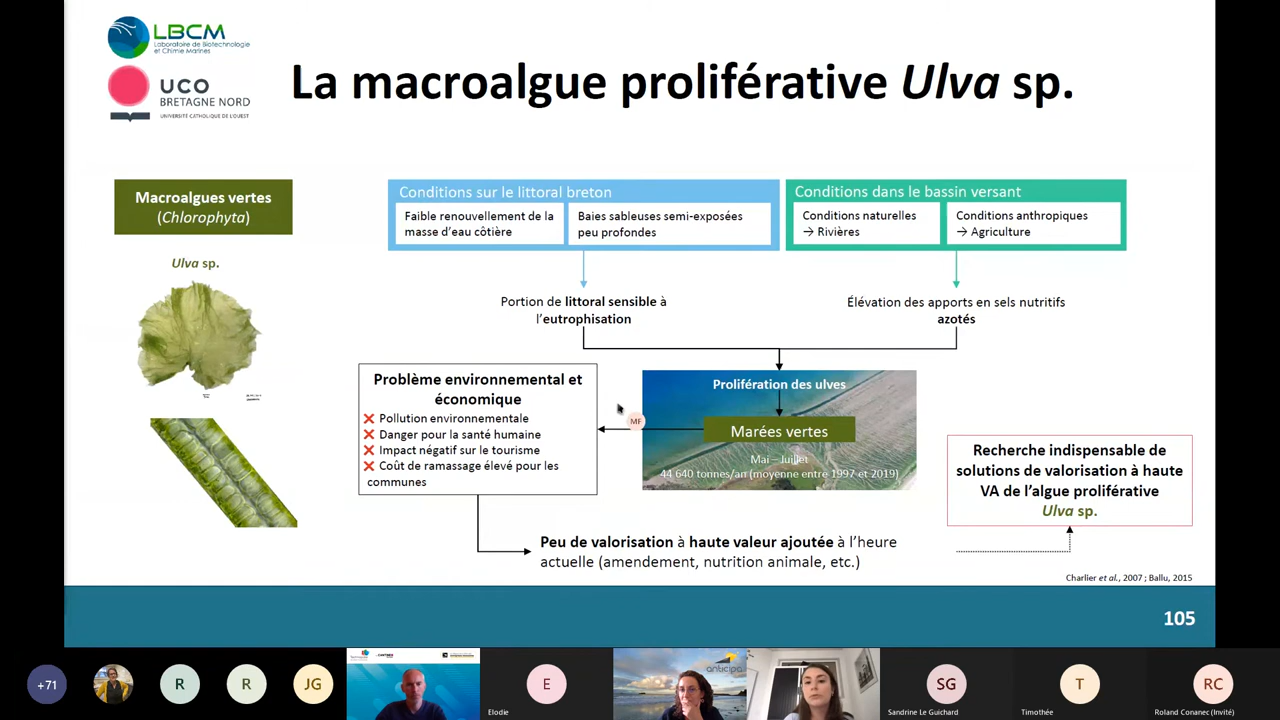 LBCM
Laboratoire de Biotechnologie
et Chimie Marines
UCO
BRETAGNE NORD
UNIVERSITÉ CATHOLIQUE DE L'OUEST
La macroalgue proliférative Ulva sp.
Macroalgues vertes
(Chlorophyta)
Ulva sp.
Conditions sur le littoral breton
Faible renouvellement de la
masse d'eau côtière
Baies sableuses semi-exposées
peu profondes
Conditions dans le bassin versant
Conditions naturelles
→ Rivières
Conditions anthropiques
→ Agriculture
Portion de littoral sensible à
l'eutrophisation
Élévation des apports en sels nutritifs
azotés
Problème environnemental et
économique
❌ Pollution environnementale
❌ Danger pour la santé humaine
❌ Impact négatif sur le tourisme
❌ Coût de ramassage élevé pour les
communes
MF
Prolifération des ulves
Marées vertes
Mai – Juillet
44 640 tonnes/an (moyenne entre 1997 et 2019)
Recherche indispensable de
solutions de valorisation à haute
VA de l'algue proliférative
Ulva sp.
Peu de valorisation à haute valeur ajoutée à l'heure
actuelle (amendement, nutrition animale, etc.)
Charlier et al., 2007 ; Ballu, 2015
105
+71
R
R
JG
E
Elodie
anticipa
SG
Sandrine Le Guichard
T
Timothée
RC
Roland Conanec (Invité)